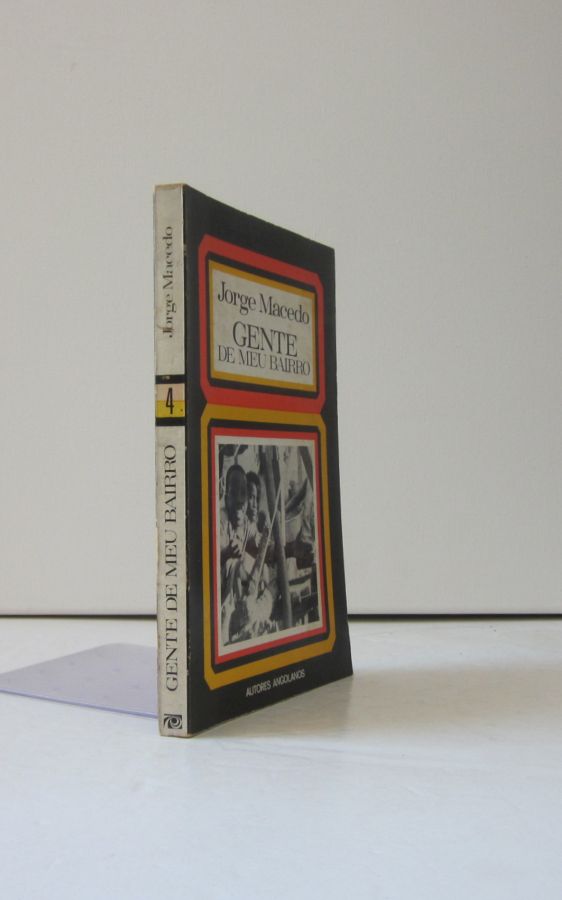 Jorge Macedo
4
GENTE DE MEU BAIRRO
Jorge Macedo
GENTE
DE MEU BAIRRO
AUTORES ANGOLANOS